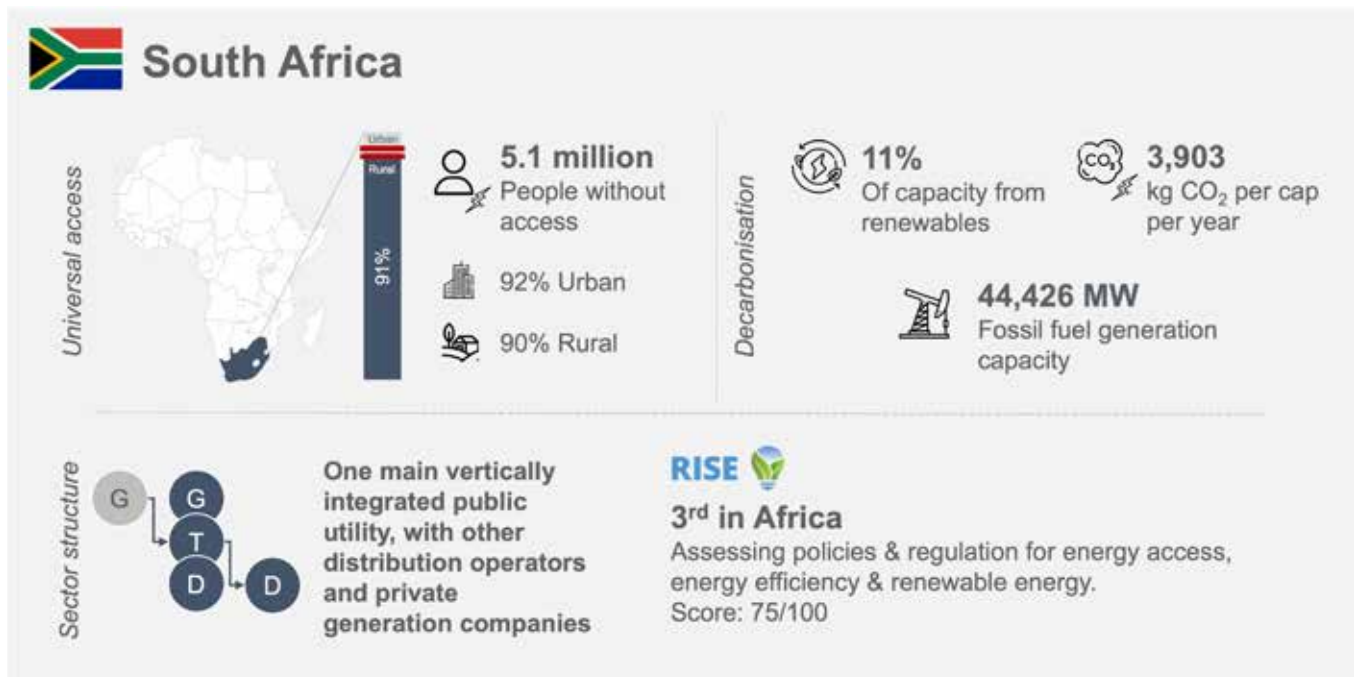 South Africa
Universal access
Urban
Rural
91%
5.1 million
People without
access
92% Urban
90% Rural
Decarbonisation
11%
Of capacity from
renewables
CO₂
3,903
kg CO₂ per cap
per year
44,426 MW
Fossil fuel generation
capacity
Sector structure
G
G
T
D
D
One main vertically
integrated public
utility, with other
distribution operators
and private
generation companies
RISE
3rd in Africa
Assessing policies & regulation for energy access,
energy efficiency & renewable energy.
Score: 75/100